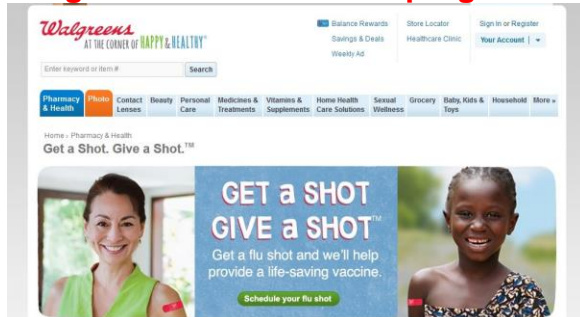 Walgreens
AT THE CORNER OF HAPPY & HEALTHY™
Balance Rewards
Store Locator
Sign In or Register
Savings & Deals
Healthcare Clinic
Your Account
Weekly Ad
Enter keyword or item #
Search
Pharmacy & Health
Photo
Contact Lenses
Beauty
Personal Care
Medicines & Treatments
Vitamins & Supplements
Home Health Care Solutions
Sexual Wellness
Grocery
Baby, Kids & Toys
Household
More »
Home › Pharmacy & Health
Get a Shot. Give a Shot.™
GET a SHOT
GIVE a SHOT™
Get a flu shot and we'll help
provide a life-saving vaccine.
Schedule your flu shot